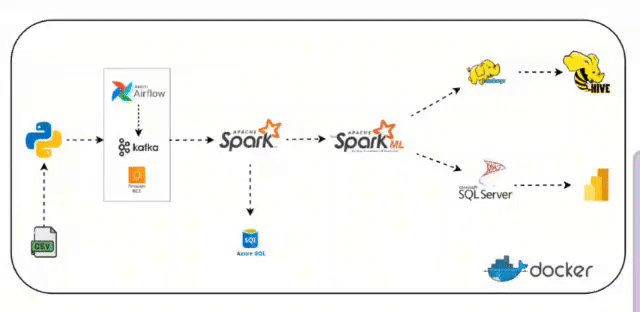 APACHE
Airflow
kafka
Amazon
EC2
APACHE
Spark
APACHE
Spark ML
HIVE
Microsoft
SQL Server
CSV
SQL
Azure SQL
docker